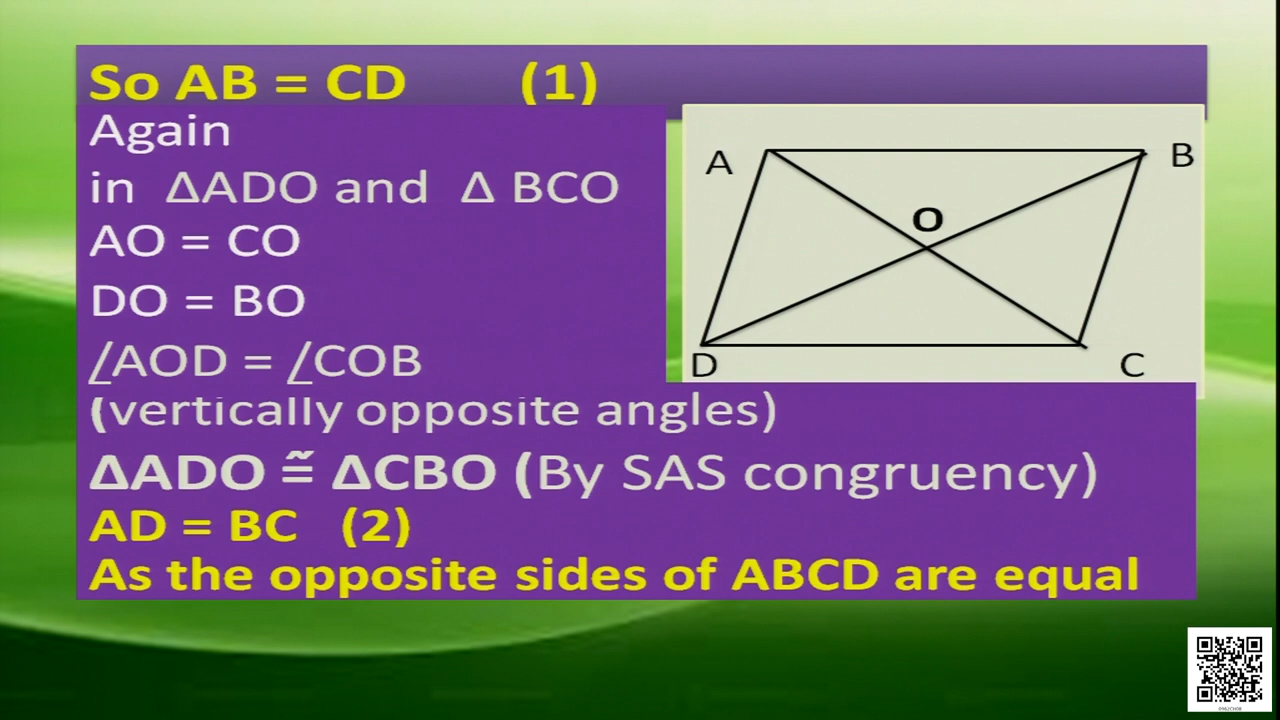 So AB = CD (1)
Again
in ΔADO and Δ BCO
AO = CO
DO = BO
∠AOD = ∠COB
(vertically opposite angles)
ΔADO ≅ ΔCBO (By SAS congruency)
AD = BC (2)
As the opposite sides of ABCD are equal
A
B
O
D
C